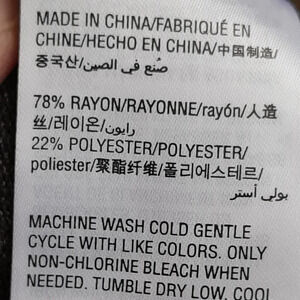 MADE IN CHINA/FABRIQUÉ EN
CHINE/HECHO EN CHINA/中国制造/
중국산/صُنع في الصين
78% RAYON/RAYONNE/rayón/人造
丝/레이온/رايون
22% POLYESTER/POLYESTER/
poliester/聚酯纤维/폴리에스테르/
بولي أستر
MACHINE WASH COLD GENTLE
CYCLE WITH LIKE COLORS. ONLY
NON-CHLORINE BLEACH WHEN
NEEDED. TUMBLE DRY LOW, COOL